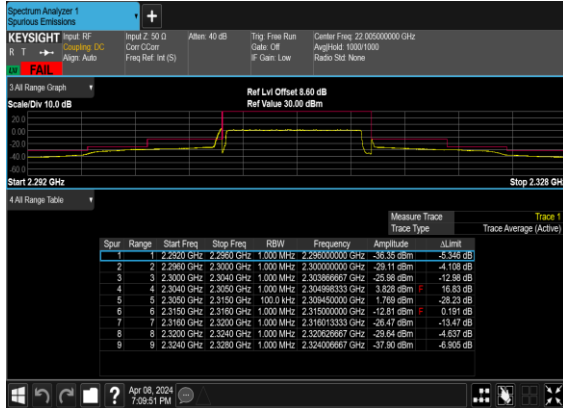 Spectrum Analyzer 1
Spurious Emissions
KEYSIGHT Input: RF Input Z: 50 Ω Atten: 40 dB Trig: Free Run Center Freq: 22.005000000 GHz
R T Coupling: DC Corr CCorr Gate: Off Avg|Hold: 1000/1000
Align: Auto Freq Ref: Int (S) IF Gain: Low Radio Std: None
FAIL
3 All Range Graph Ref Lvl Offset 8.60 dB
Scale/Div 10.0 dB Ref Value 30.00 dBm
20.0
0.00
-20.0
-40.0
-60.0
Start 2.292 GHz Stop 2.328 GH
4 All Range Table
Measure Trace Trace 1
Trace Type Trace Average (Active)
Spur Range Start Freq Stop Freq RBW Frequency Amplitude ΔLimit
1 1 2.2920 GHz 2.2960 GHz 1.000 MHz 2.296000000 GHz -36.35 dBm -5.346 dB
2 2 2.2960 GHz 2.3000 GHz 1.000 MHz 2.300000000 GHz -29.11 dBm -4.108 dB
3 3 2.3000 GHz 2.3040 GHz 1.000 MHz 2.303866667 GHz -25.98 dBm -12.98 dB
4 4 2.3040 GHz 2.3050 GHz 1.000 MHz 2.304998333 GHz 3.828 dBm F 16.83 dB
5 5 2.3050 GHz 2.3150 GHz 100.0 kHz 2.309450000 GHz 1.769 dBm -28.23 dB
6 6 2.3150 GHz 2.3160 GHz 1.000 MHz 2.315000000 GHz -12.81 dBm F 0.191 dB
7 7 2.3160 GHz 2.3200 GHz 1.000 MHz 2.316013333 GHz -26.47 dBm -13.47 dB
8 8 2.3200 GHz 2.3240 GHz 1.000 MHz 2.320626667 GHz -29.64 dBm -4.637 dB
9 9 2.3240 GHz 2.3280 GHz 1.000 MHz 2.324006667 GHz -37.90 dBm -6.905 dB
Apr 08, 2024
7:09:51 PM